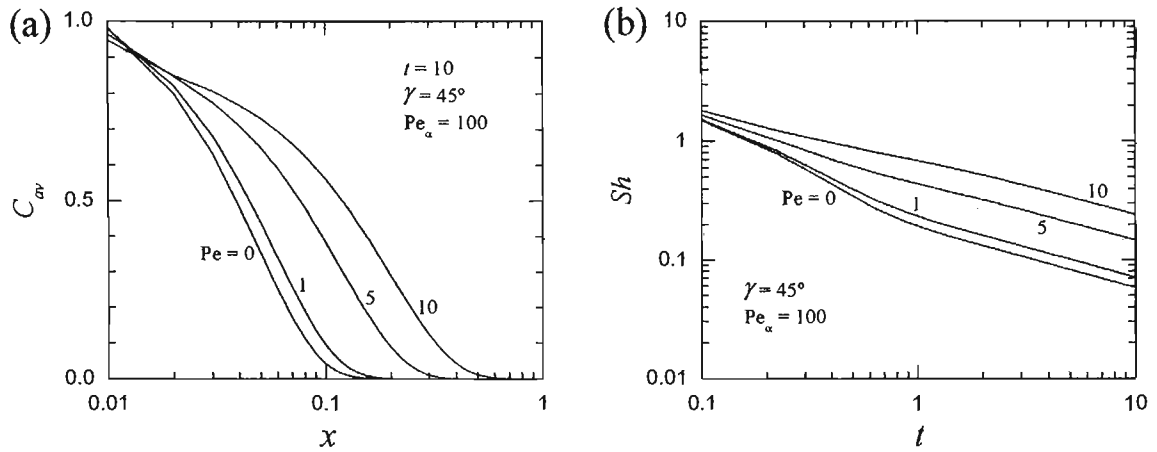 (a)
1.0
0.5
0.0
C_av
t = 10
γ = 45°
Pe_α = 100
Pe = 0
1
5
10
0.01
0.1
1
x
(b)
10
1
0.1
0.01
Sh
10
1
Pe = 0
5
γ = 45°
Pe_α = 100
0.1
1
10
t